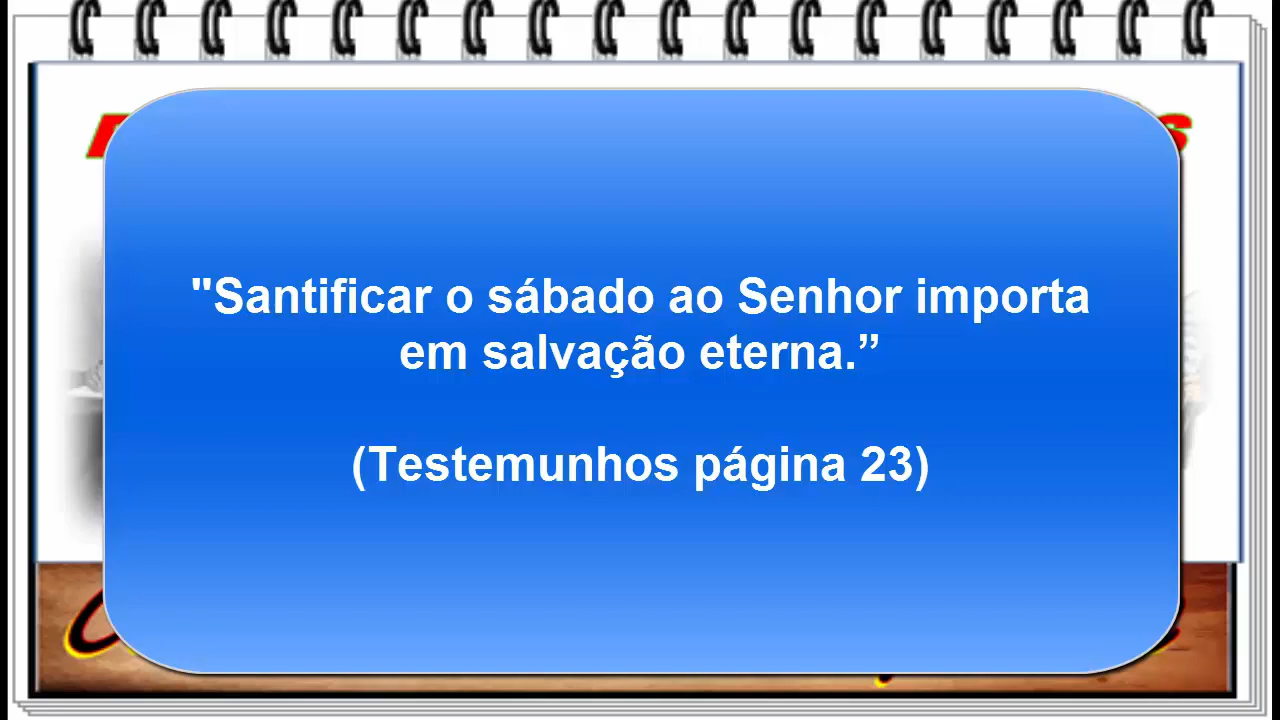 "Santificar o sábado ao Senhor importa
em salvação eterna.”
(Testemunhos página 23)